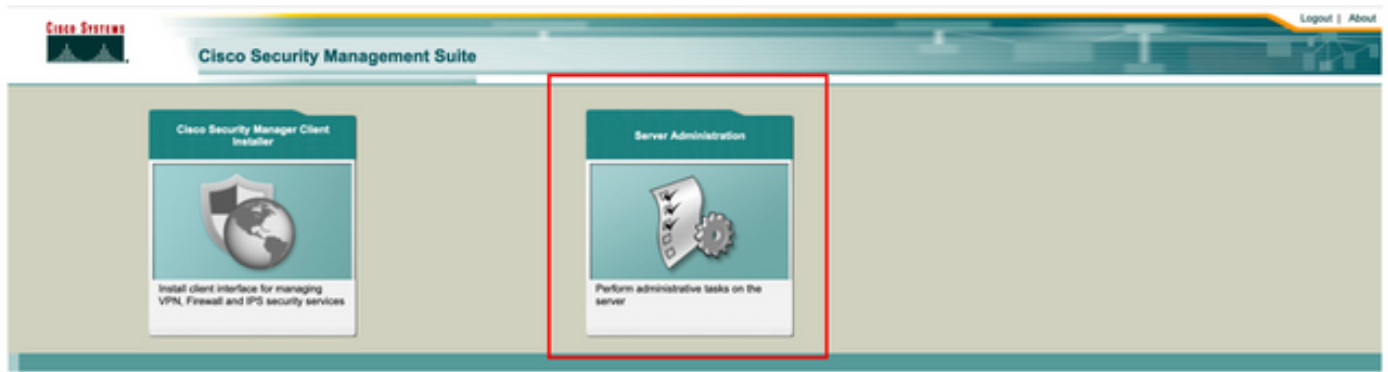 Logout | About
CISCO SYSTEMS
Cisco Security Management Suite
Cisco Security Manager Client
Installer
Install client interface for managing
VPN, Firewall and IPS security services
Server Administration
Perform administrative tasks on the
server